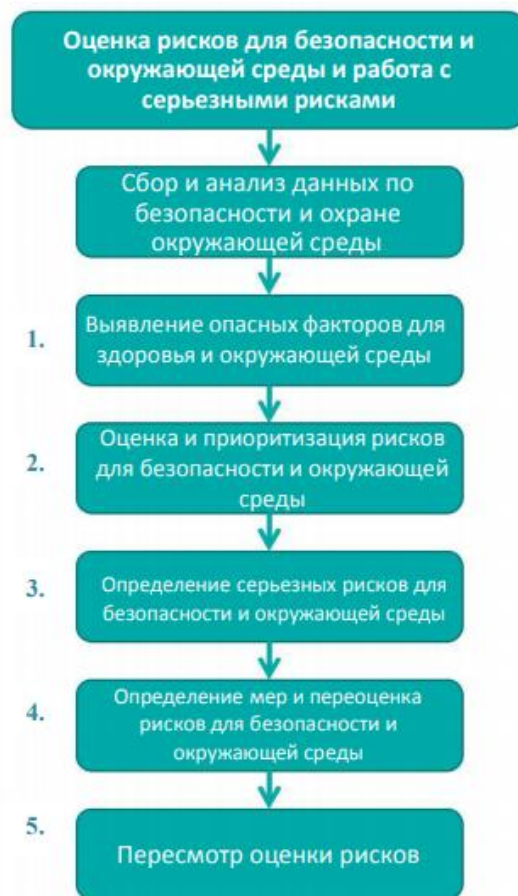 Оценка рисков для безопасности и
окружающей среды и работа с
серьезными рисками
Сбор и анализ данных по
безопасности и охране
окружающей среды
1.
Выявление опасных факторов для
здоровья и окружающей среды
2.
Оценка и приоритизация рисков
для безопасности и окружающей
среды
3.
Определение серьезных рисков для
безопасности и окружающей среды
4.
Определение мер и переоценка
рисков для безопасности и
окружающей среды
5.
Пересмотр оценки рисков